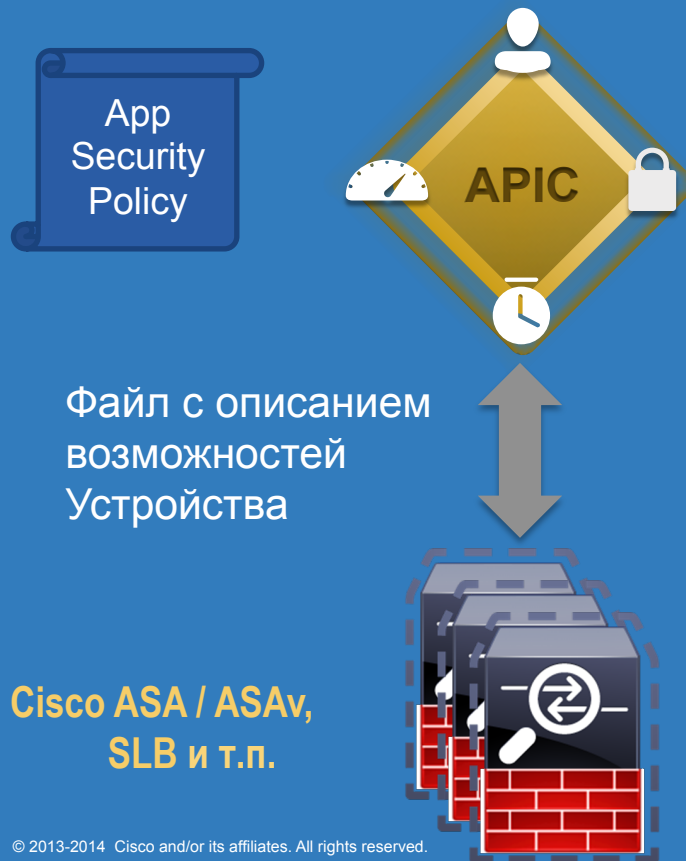 App
Security
Policy
APIC
Файл с описанием
возможностей
Устройства
Cisco ASA / ASAv,
SLB и т.п.
© 2013-2014 Cisco and/or its affiliates. All rights reserved.